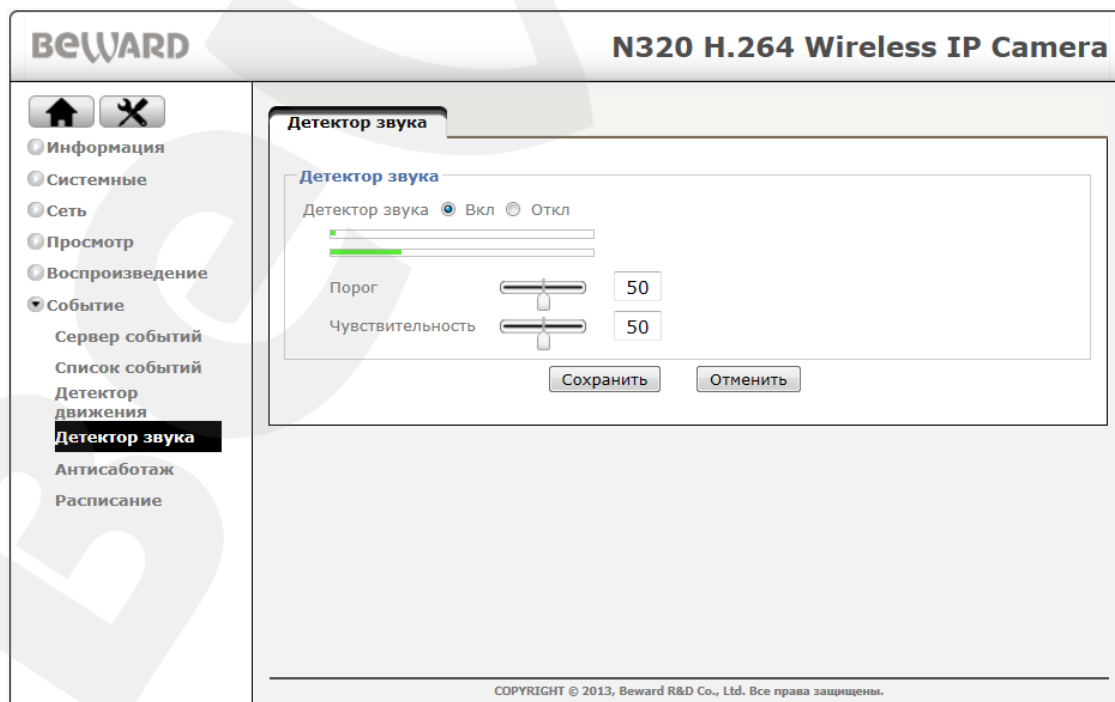 BEWARD
N320 H.264 Wireless IP Camera
Информация
Системные
Сеть
Просмотр
Воспроизведение
Событие
Сервер событий
Список событий
Детектор
движения
Детектор звука
Антисаботаж
Расписание
Детектор звука
Детектор звука
Детектор звука Вкл Откл
Порог 50
Чувствительность 50
Сохранить Отменить
COPYRIGHT © 2013, Beward R&D Co., Ltd. Все права защищены.